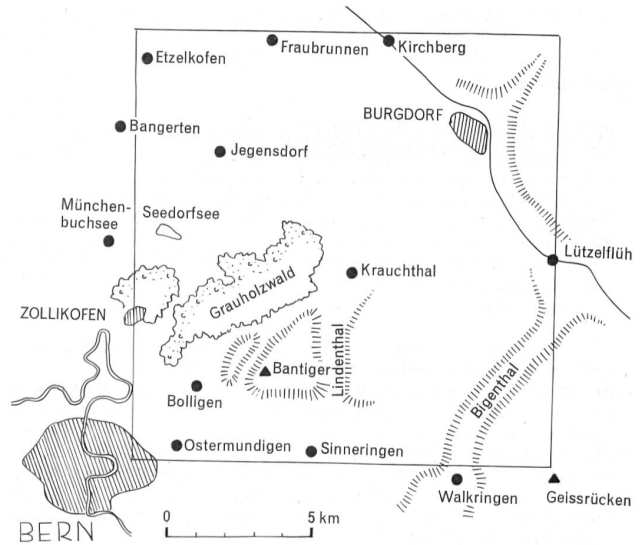 Etzelkofen
Fraubrunnen
Kirchberg
BURGDORF
Bangerten
Jegensdorf
München-
buchsee
Seedorfsee
Lützelflüh
Krauchthal
Grauholzwald
ZOLLIKOFEN
Lindenthal
Bantiger
Bolligen
Bigenthal
Ostermundigen
Sinneringen
Walkringen
Geissrücken
BERN
0
5 km